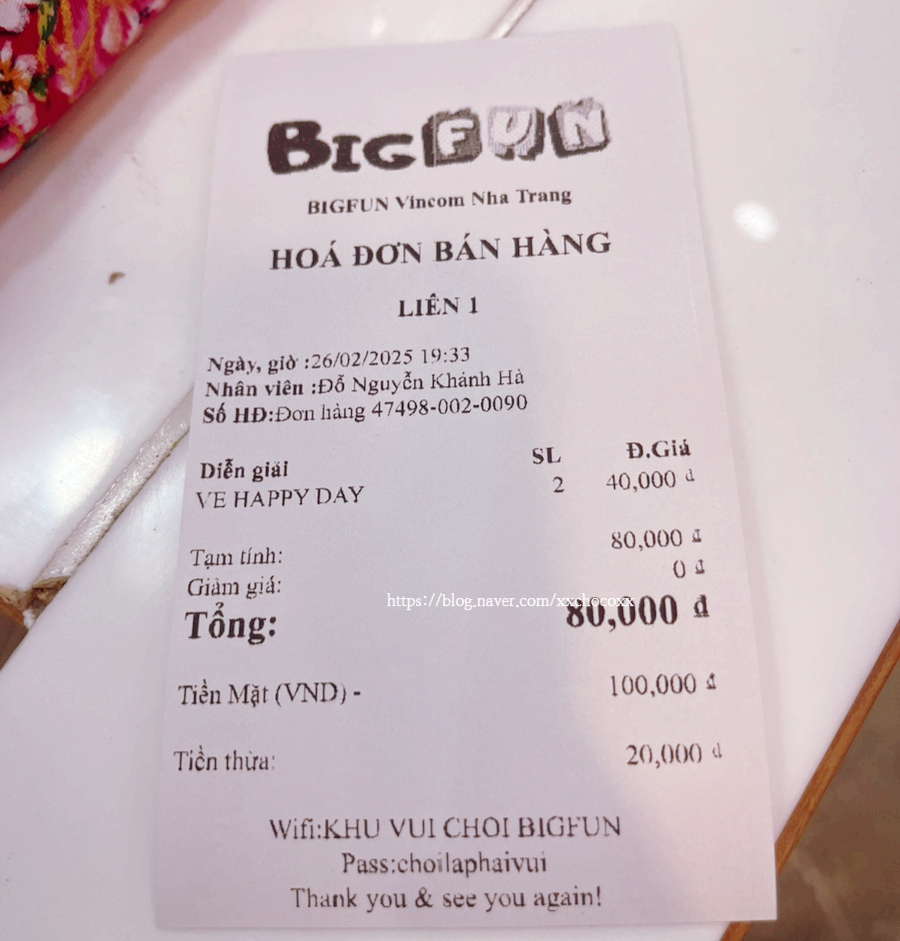 BIGFUN
BIGFUN Vincom Nha Trang
HOÁ ĐƠN BÁN HÀNG
LIÊN 1
Ngày, giờ :26/02/2025 19:33
Nhân viên :Đỗ Nguyễn Khánh Hà
Số HĐ:Đơn hàng 47498-002-0090
Diễn giải SL Đ.Giá
VE HAPPY DAY 2 40,000 đ
Tạm tính: 80,000 đ
Giảm giá: 0 đ
https://blog.naver.com/xxchocoxx
Tổng: 80,000 đ
Tiền Mặt (VND) - 100,000 đ
Tiền thừa: 20,000 đ
Wifi:KHU VUI CHOI BIGFUN
Pass:choilaphaivui
Thank you & see you again!